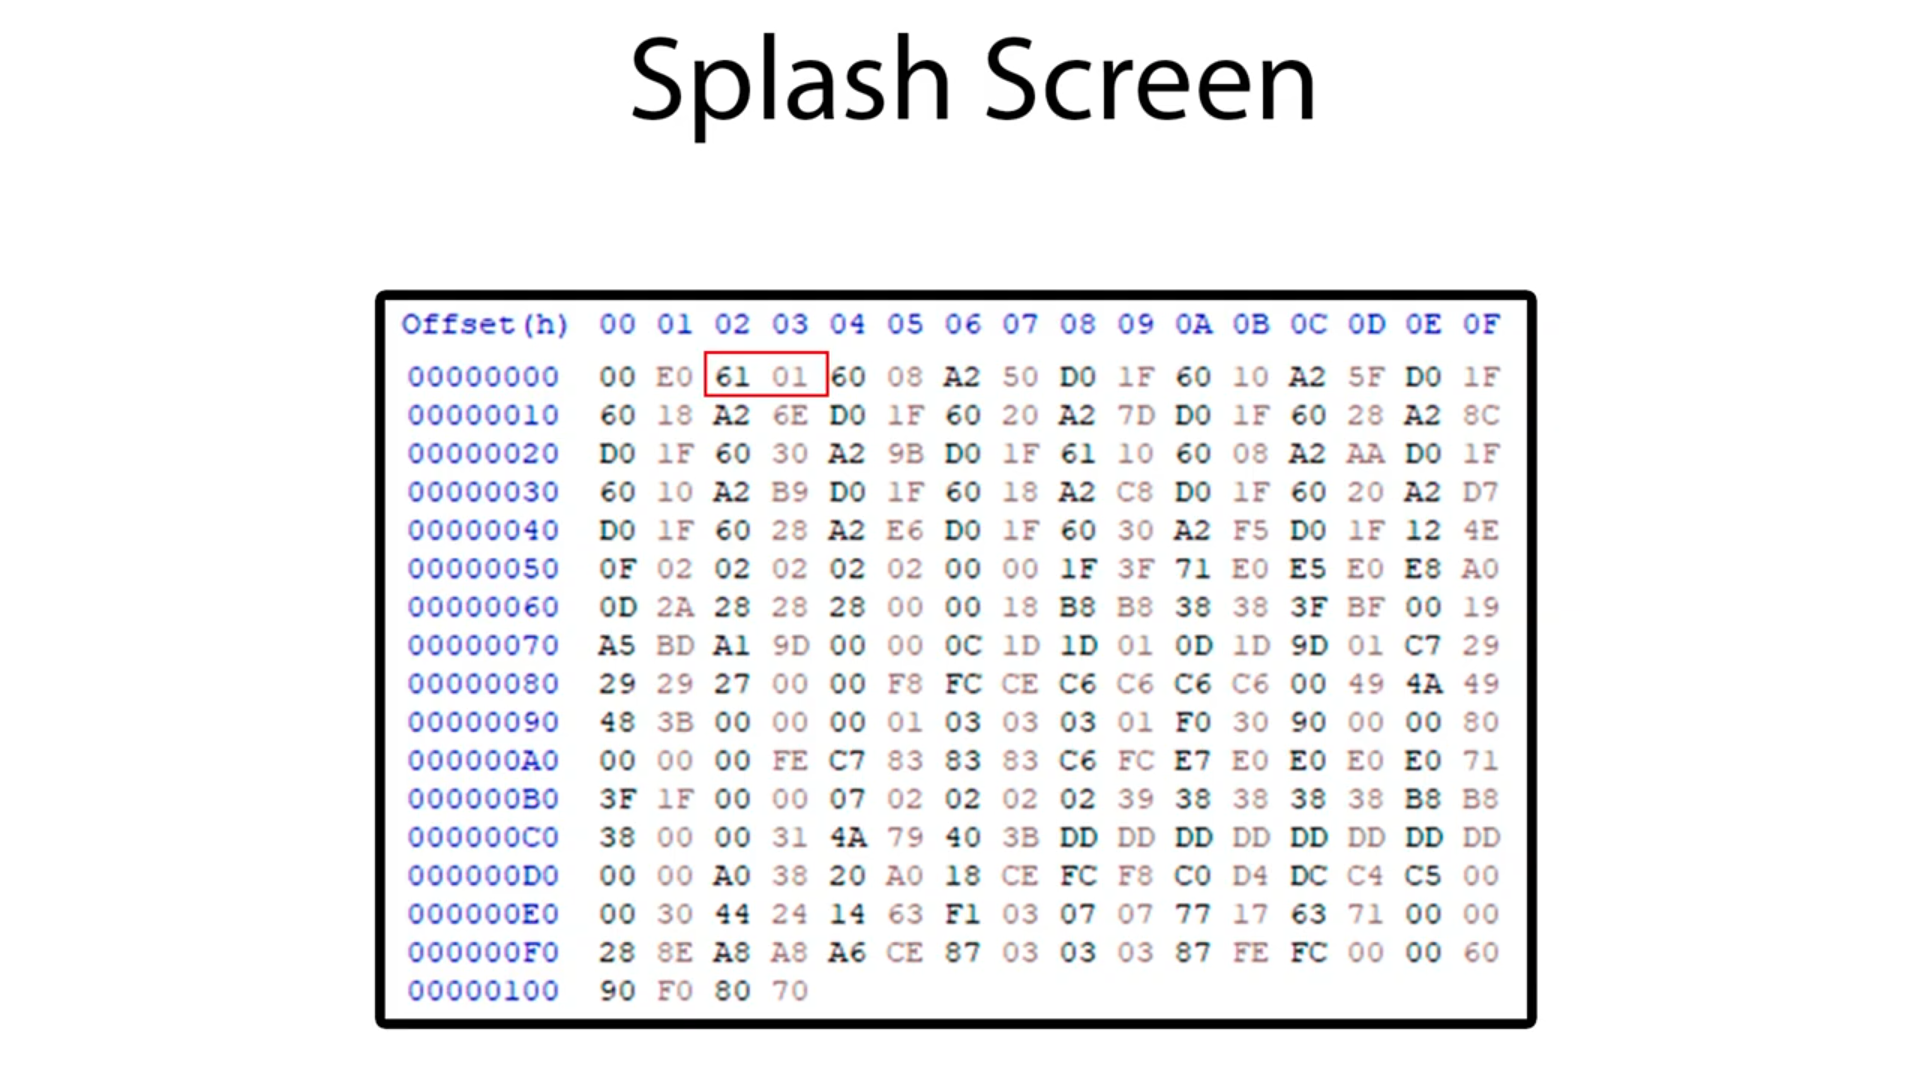 Splash Screen
Offset(h) 00 01 02 03 04 05 06 07 08 09 0A 0B 0C 0D 0E 0F
00000000 00 E0 61 01 60 08 A2 50 D0 1F 60 10 A2 5F D0 1F
00000010 60 18 A2 6E D0 1F 60 20 A2 7D D0 1F 60 28 A2 8C
00000020 D0 1F 60 30 A2 9B D0 1F 61 10 60 08 A2 AA D0 1F
00000030 60 10 A2 B9 D0 1F 60 18 A2 C8 D0 1F 60 20 A2 D7
00000040 D0 1F 60 28 A2 E6 D0 1F 60 30 A2 F5 D0 1F 12 4E
00000050 0F 02 02 02 02 02 00 00 1F 3F 71 E0 E5 E0 E8 A0
00000060 0D 2A 28 28 28 00 00 18 B8 B8 38 38 3F BF 00 19
00000070 A5 BD A1 9D 00 00 0C 1D 1D 01 0D 1D 9D 01 C7 29
00000080 29 29 27 00 00 F8 FC CE C6 C6 C6 C6 00 49 4A 49
00000090 48 3B 00 00 00 01 03 03 03 01 F0 30 90 00 00 80
000000A0 00 00 00 FE C7 83 83 83 C6 FC E7 E0 E0 E0 E0 71
000000B0 3F 1F 00 00 07 02 02 02 02 39 38 38 38 38 B8 B8
000000C0 38 00 00 31 4A 79 40 3B DD DD DD DD DD DD DD DD
000000D0 00 00 A0 38 20 A0 18 CE FC F8 C0 D4 DC C4 C5 00
000000E0 00 30 44 24 14 63 F1 03 07 07 77 17 63 71 00 00
000000F0 28 8E A8 A8 A6 CE 87 03 03 03 87 FE FC 00 00 60
00000100 90 F0 80 70